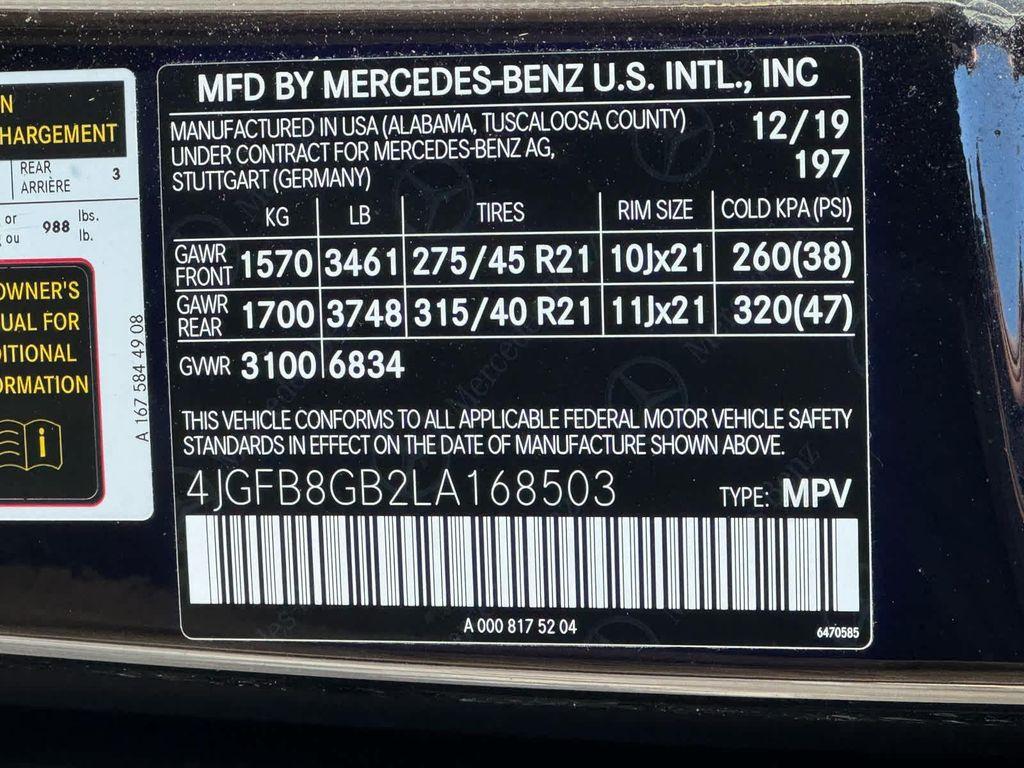 N
HARGEMENT
REAR
ARRIÈRE 3
or
ou 988 lbs.
lb.
OWNER'S
UAL FOR
DITIONAL
ORMATION
i
A 167 584 49 08
MFD BY MERCEDES-BENZ U.S. INTL., INC
MANUFACTURED IN USA (ALABAMA, TUSCALOOSA COUNTY) 12/19
UNDER CONTRACT FOR MERCEDES-BENZ AG, 197
STUTTGART (GERMANY)
KG LB TIRES RIM SIZE COLD KPA (PSI)
GAWR FRONT 1570 3461 275/45 R21 10Jx21 260(38)
GAWR REAR 1700 3748 315/40 R21 11Jx21 320(47)
GVWR 3100 6834
THIS VEHICLE CONFORMS TO ALL APPLICABLE FEDERAL MOTOR VEHICLE SAFETY
STANDARDS IN EFFECT ON THE DATE OF MANUFACTURE SHOWN ABOVE.
4JGFB8GB2LA168503 TYPE: MPV
A 000 817 52 04
6470585